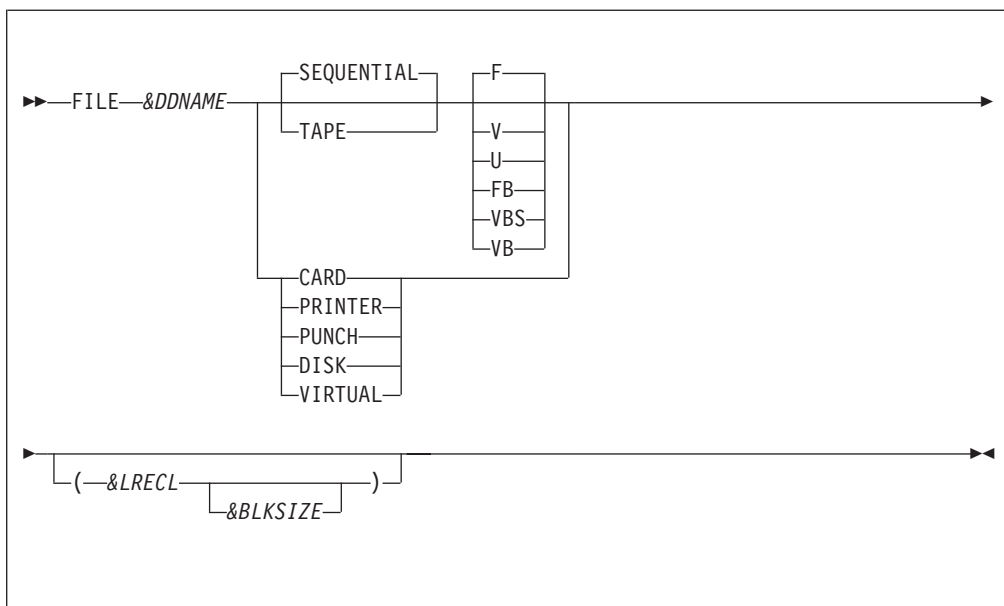 SEQUENTIAL F
FILE &DDNAME
TAPE V
U
FB
VBS
VB
CARD
PRINTER
PUNCH
DISK
VIRTUAL
( &LRECL )
&BLKSIZE